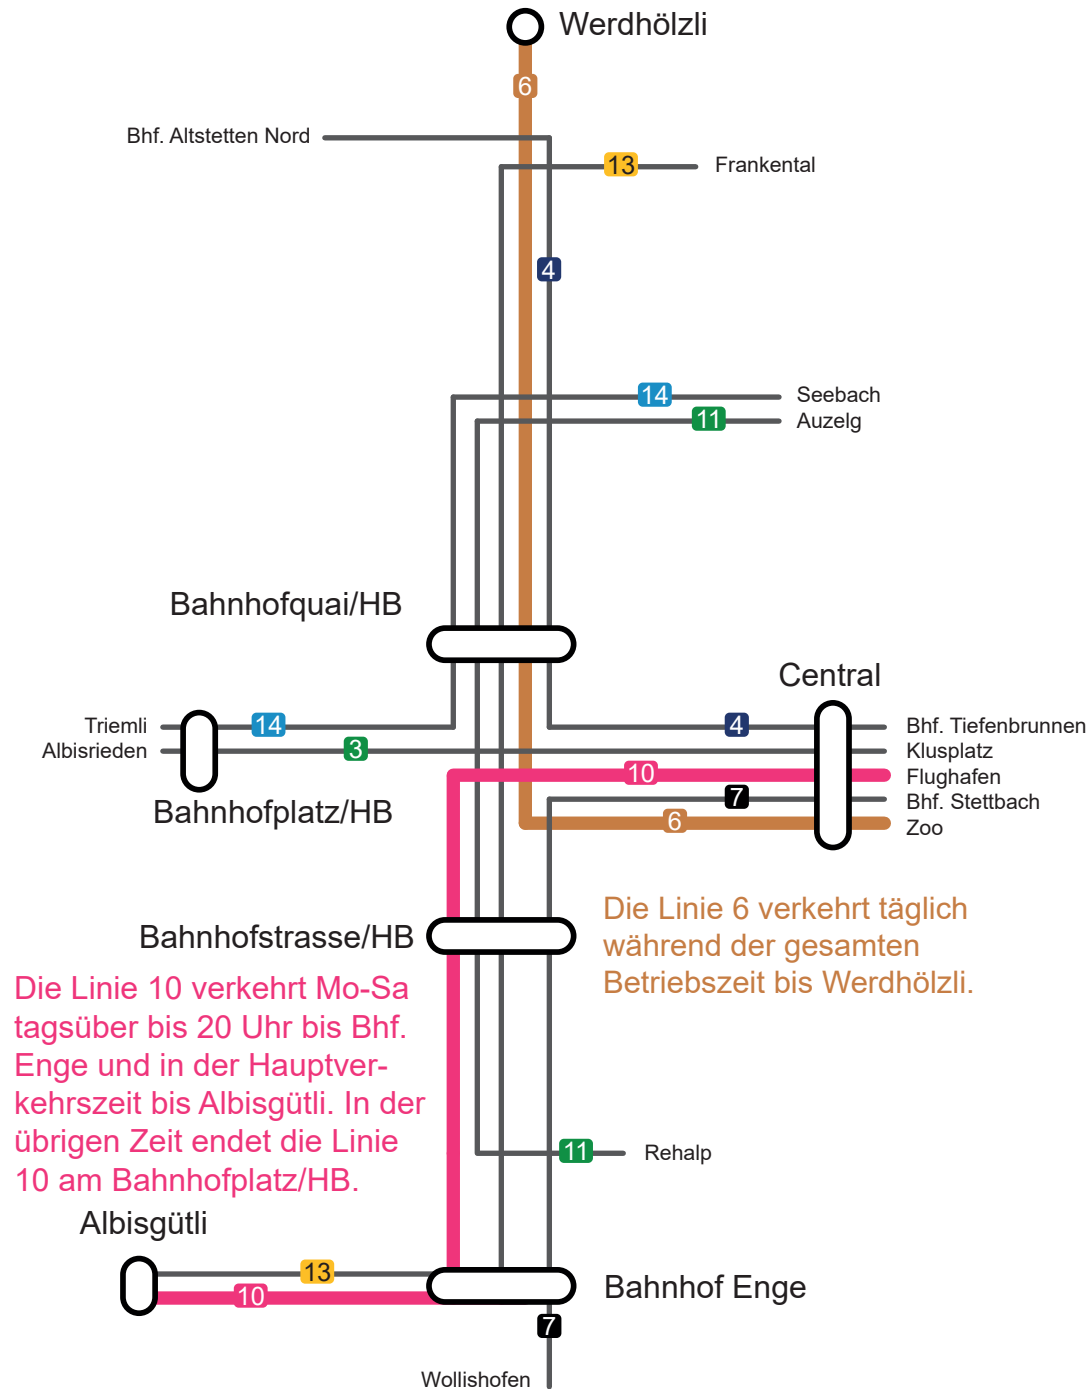 Werdhölzli
6
Bhf. Altstetten Nord
13
Frankental
4
14
Seebach
11
Auzelg
Bahnhofquai/HB
Central
Triemli
14
4
Bhf. Tiefenbrunnen
Albisrieden
3
Klusplatz
10
Flughafen
7
Bhf. Stettbach
Bahnhofplatz/HB
6
Zoo
Die Linie 6 verkehrt täglich
während der gesamten
Betriebszeit bis Werdhölzli.
Bahnhofstrasse/HB
Die Linie 10 verkehrt Mo-Sa
tagsüber bis 20 Uhr bis Bhf.
Enge und in der Hauptver-
kehrszeit bis Albisgütli. In der
übrigen Zeit endet die Linie
10 am Bahnhofplatz/HB.
11
Rehalp
Albisgütli
13
10
Bahnhof Enge
7
Wollishofen